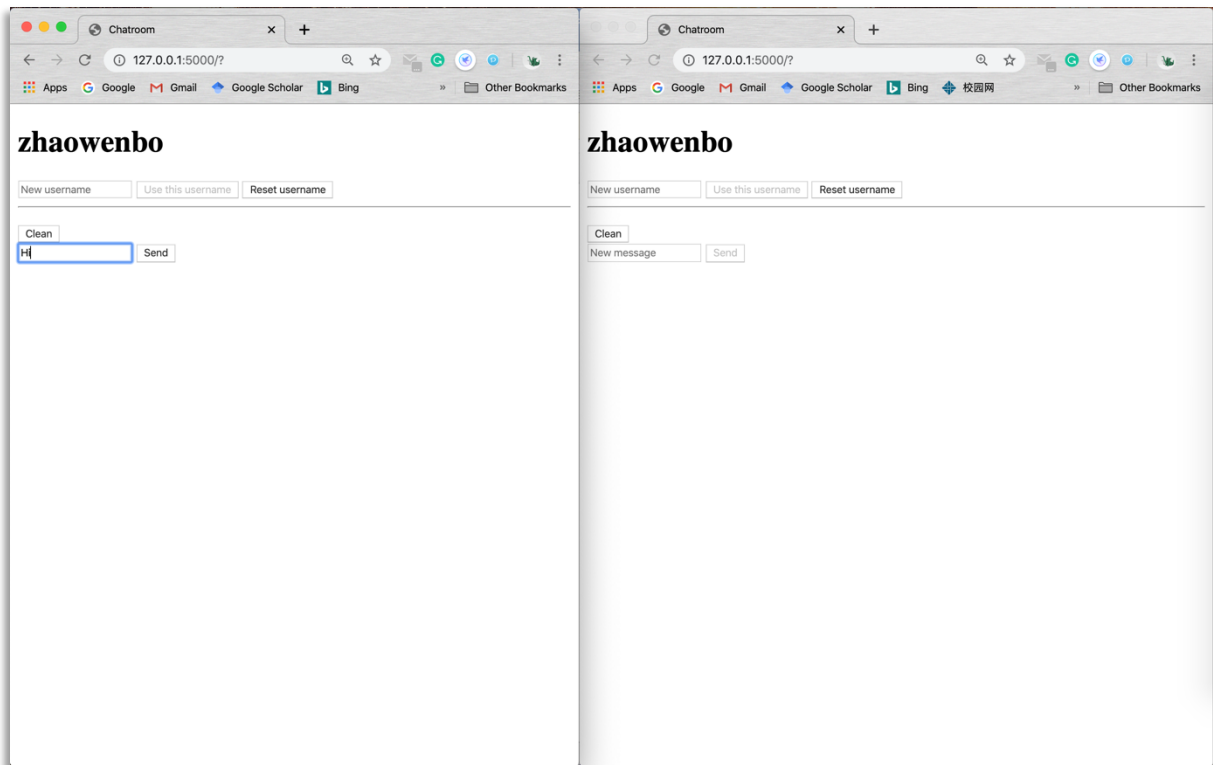 Chatroom
127.0.0.1:5000/?
Apps Google Gmail Google Scholar Bing » Other Bookmarks
zhaowenbo
New username Use this username Reset username
Clean
Hi Send
Chatroom
127.0.0.1:5000/?
Apps Google Gmail Google Scholar Bing 校园网 » Other Bookmarks
zhaowenbo
New username Use this username Reset username
Clean
New message Send